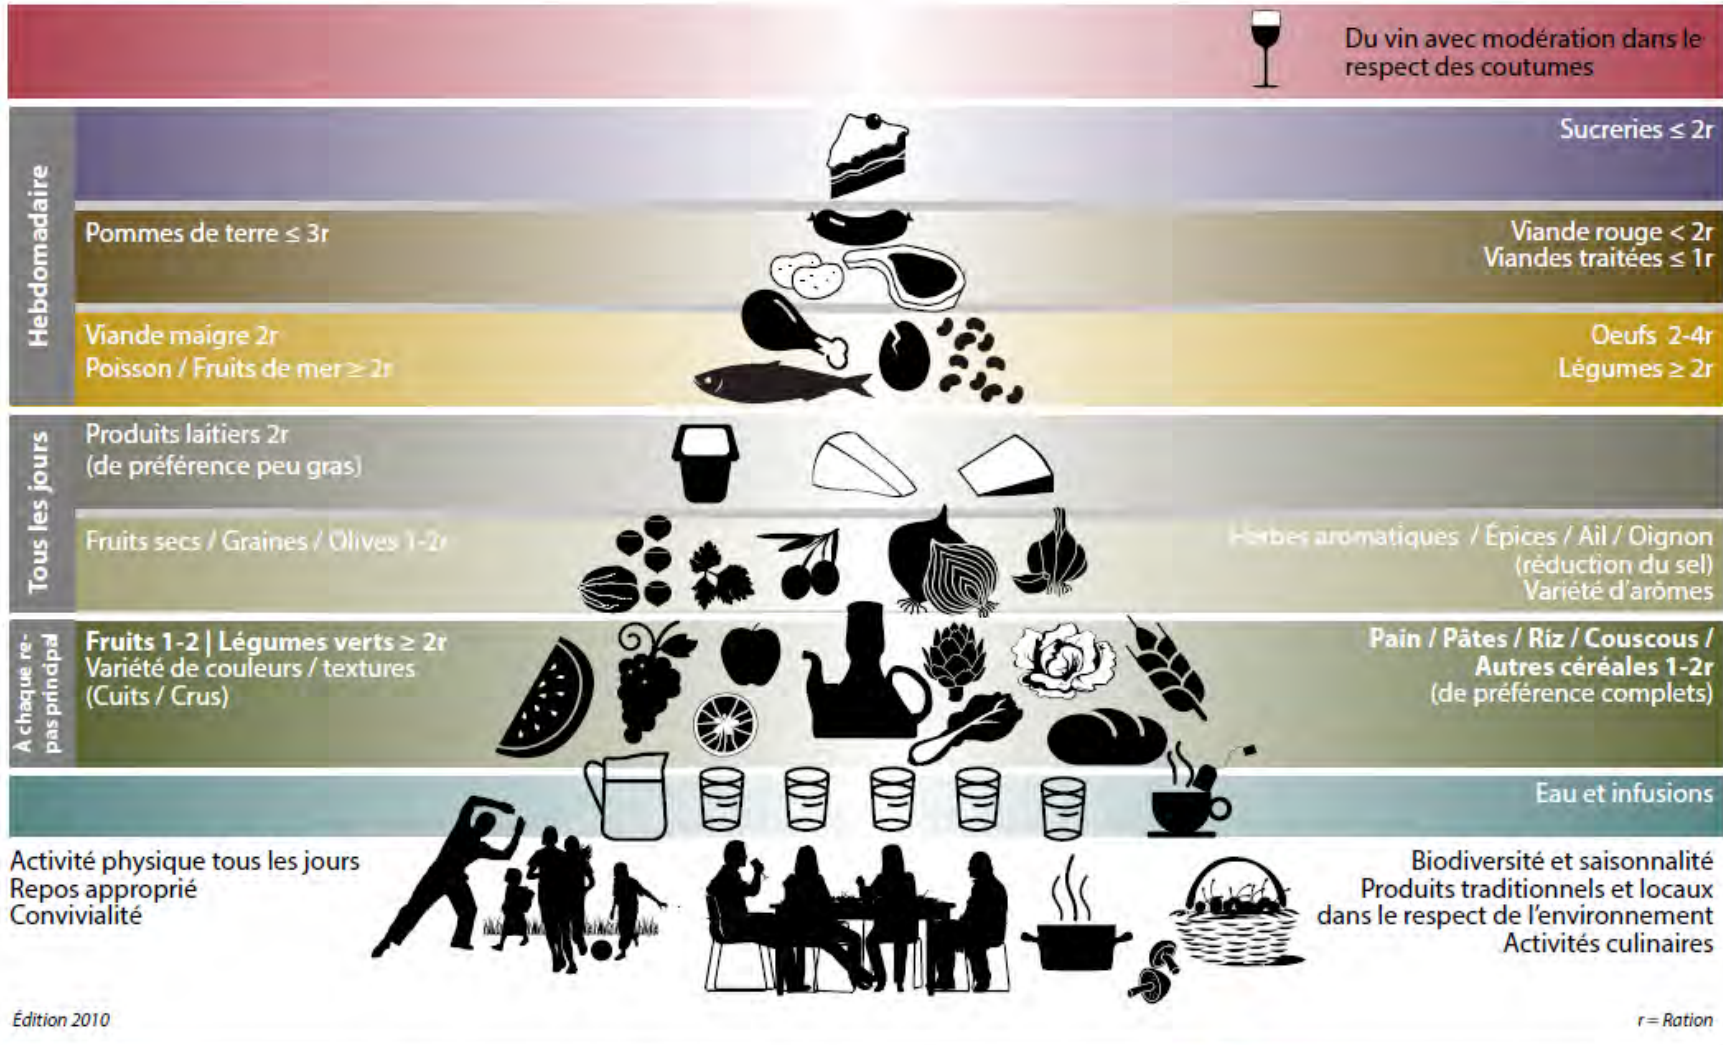 Du vin avec modération dans le
respect des coutumes
Hebdomadaire
Sucreries ≤ 2r
Pommes de terre ≤ 3r
Viande rouge < 2r
Viandes traitées ≤ 1r
Viande maigre 2r
Poisson / Fruits de mer ≥ 2r
Oeufs 2-4r
Légumes ≥ 2r
Tous les jours
Produits laitiers 2r
(de préférence peu gras)
Fruits secs / Graines / Olives 1-2r
Herbes aromatiques / Épices / Ail / Oignon
(réduction du sel)
Variété d'arômes
À chaque re-
pas principal
Fruits 1-2 | Légumes verts ≥ 2r
Variété de couleurs / textures
(Cuits / Crus)
Pain / Pâtes / Riz / Couscous /
Autres céréales 1-2r
(de préférence complets)
Eau et infusions
Activité physique tous les jours
Repos approprié
Convivialité
Biodiversité et saisonnalité
Produits traditionnels et locaux
dans le respect de l'environnement
Activités culinaires
Édition 2010
r = Ration